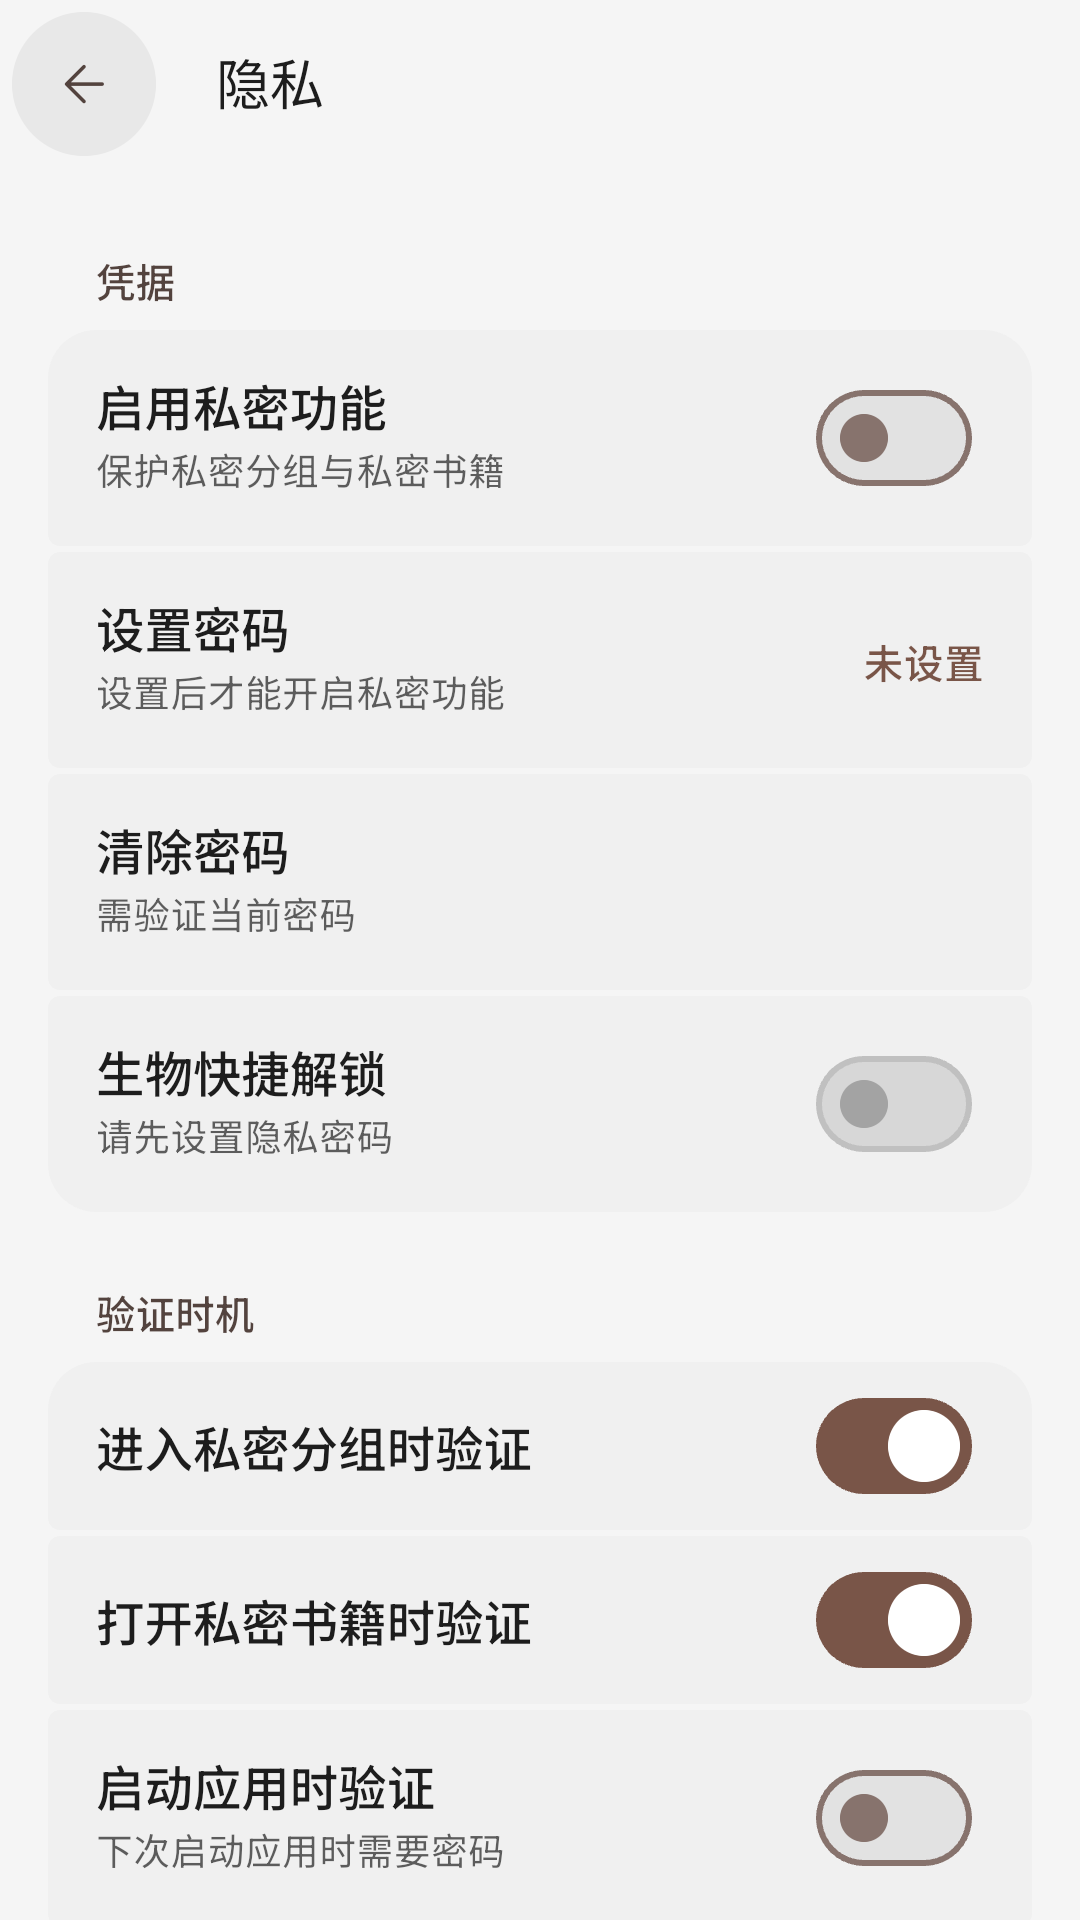 隐私
凭据
启用私密功能
保护私密分组与私密书籍
设置密码
设置后才能开启私密功能
未设置
清除密码
需验证当前密码
生物快捷解锁
请先设置隐私密码
验证时机
进入私密分组时验证
打开私密书籍时验证
启动应用时验证
下次启动应用时需要密码